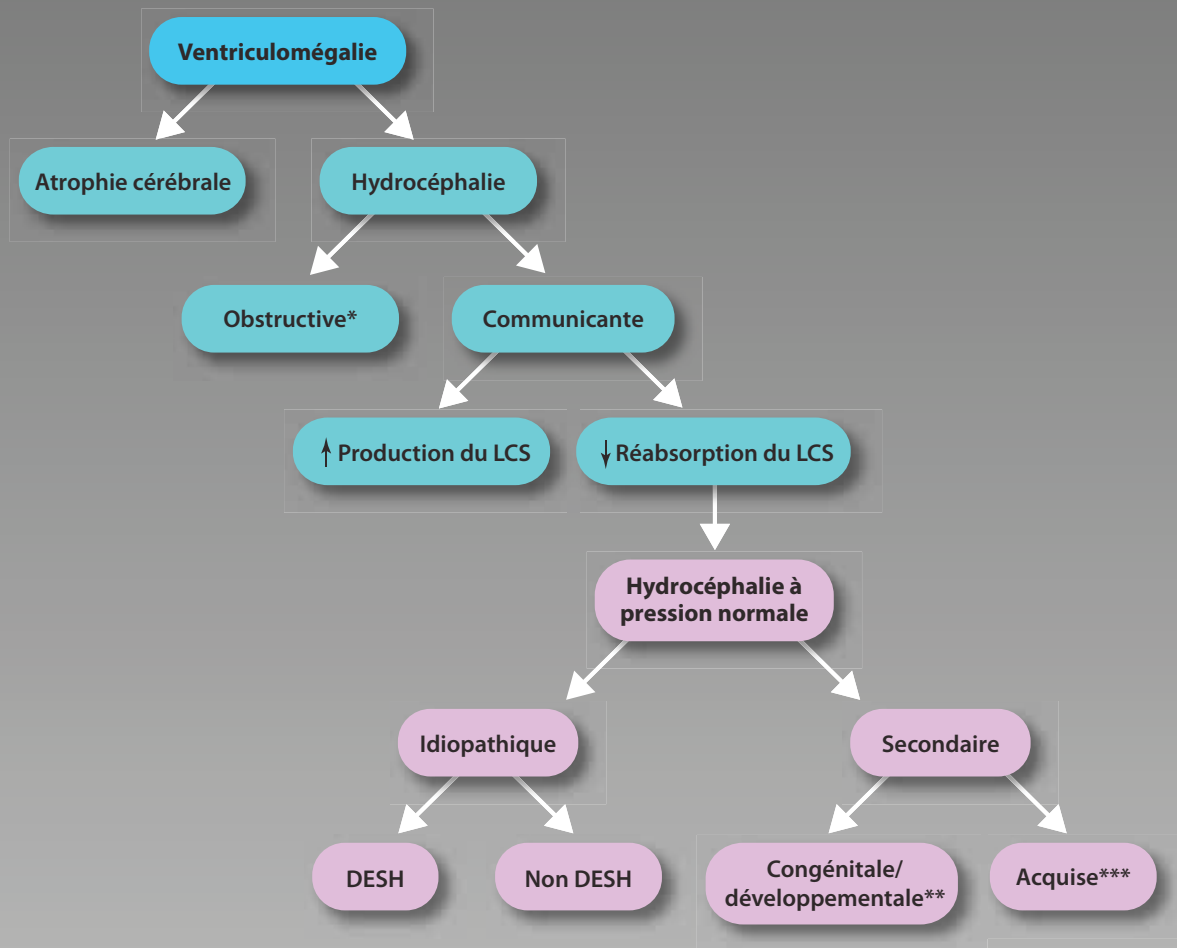 Ventriculomégalie
Atrophie cérébrale
Hydrocéphalie
Obstructive*
Communicante
↑ Production du LCS
↓ Réabsorption du LCS
Hydrocéphalie à
pression normale
Idiopathique
Secondaire
DESH
Non DESH
Congénitale/
développementale**
Acquise***